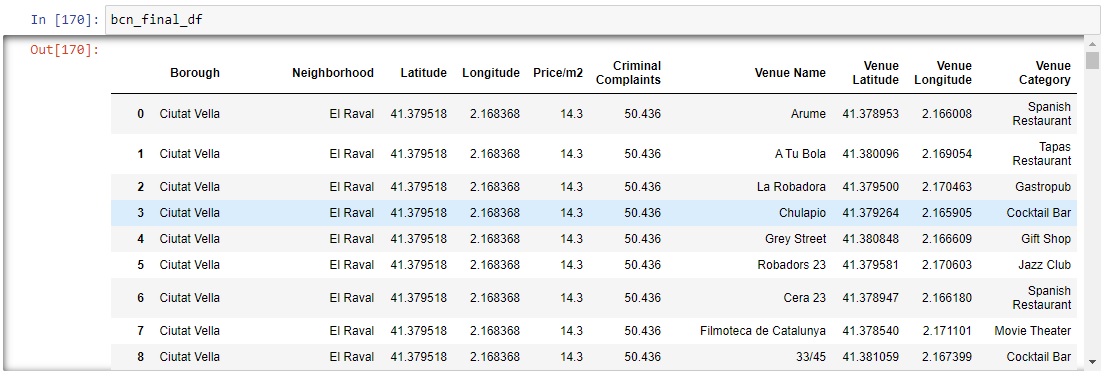 In [170]: bcn_final_df
Out[170]:
Borough Neighborhood Latitude Longitude Price/m2 Criminal Complaints Venue Name Venue Latitude Venue Longitude Venue Category
0 Ciutat Vella El Raval 41.379518 2.168368 14.3 50.436 Arume 41.378953 2.166008 Spanish Restaurant
1 Ciutat Vella El Raval 41.379518 2.168368 14.3 50.436 A Tu Bola 41.380096 2.169054 Tapas Restaurant
2 Ciutat Vella El Raval 41.379518 2.168368 14.3 50.436 La Robadora 41.379500 2.170463 Gastropub
3 Ciutat Vella El Raval 41.379518 2.168368 14.3 50.436 Chulapio 41.379264 2.165905 Cocktail Bar
4 Ciutat Vella El Raval 41.379518 2.168368 14.3 50.436 Grey Street 41.380848 2.166609 Gift Shop
5 Ciutat Vella El Raval 41.379518 2.168368 14.3 50.436 Robadors 23 41.379581 2.170603 Jazz Club
6 Ciutat Vella El Raval 41.379518 2.168368 14.3 50.436 Cera 23 41.378947 2.166180 Spanish Restaurant
7 Ciutat Vella El Raval 41.379518 2.168368 14.3 50.436 Filmoteca de Catalunya 41.378540 2.171101 Movie Theater
8 Ciutat Vella El Raval 41.379518 2.168368 14.3 50.436 33/45 41.381059 2.167399 Cocktail Bar